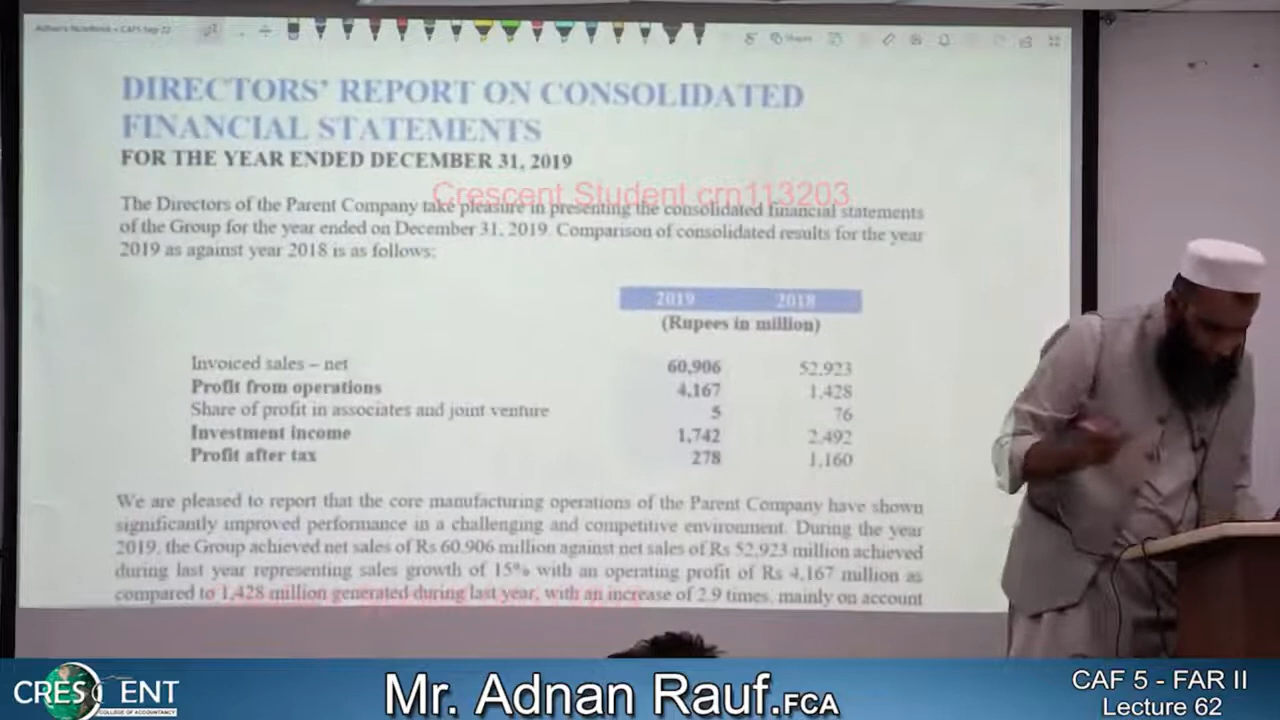 Adnan's Notebook » CAF5 Sep 22
Shapes
DIRECTORS' REPORT ON CONSOLIDATED
FINANCIAL STATEMENTS
FOR THE YEAR ENDED DECEMBER 31, 2019
Crescent Student crn113203
The Directors of the Parent Company take pleasure in presenting the consolidated financial statements
of the Group for the year ended on December 31, 2019. Comparison of consolidated results for the year
2019 as against year 2018 is as follows:
2019 2018
(Rupees in million)
Invoiced sales – net 60,906 52,923
Profit from operations 4,167 1,428
Share of profit in associates and joint venture 5 76
Investment income 1,742 2,492
Profit after tax 278 1,160
We are pleased to report that the core manufacturing operations of the Parent Company have shown
significantly improved performance in a challenging and competitive environment. During the year
2019, the Group achieved net sales of Rs 60,906 million against net sales of Rs 52,923 million achieved
during last year representing sales growth of 15% with an operating profit of Rs 4,167 million as
compared to 1,428 million generated during last year, with an increase of 2.9 times, mainly on account
CRESCENT
COLLEGE OF ACCOUNTANCY
Mr. Adnan Rauf.FCA
CAF 5 - FAR II
Lecture 62